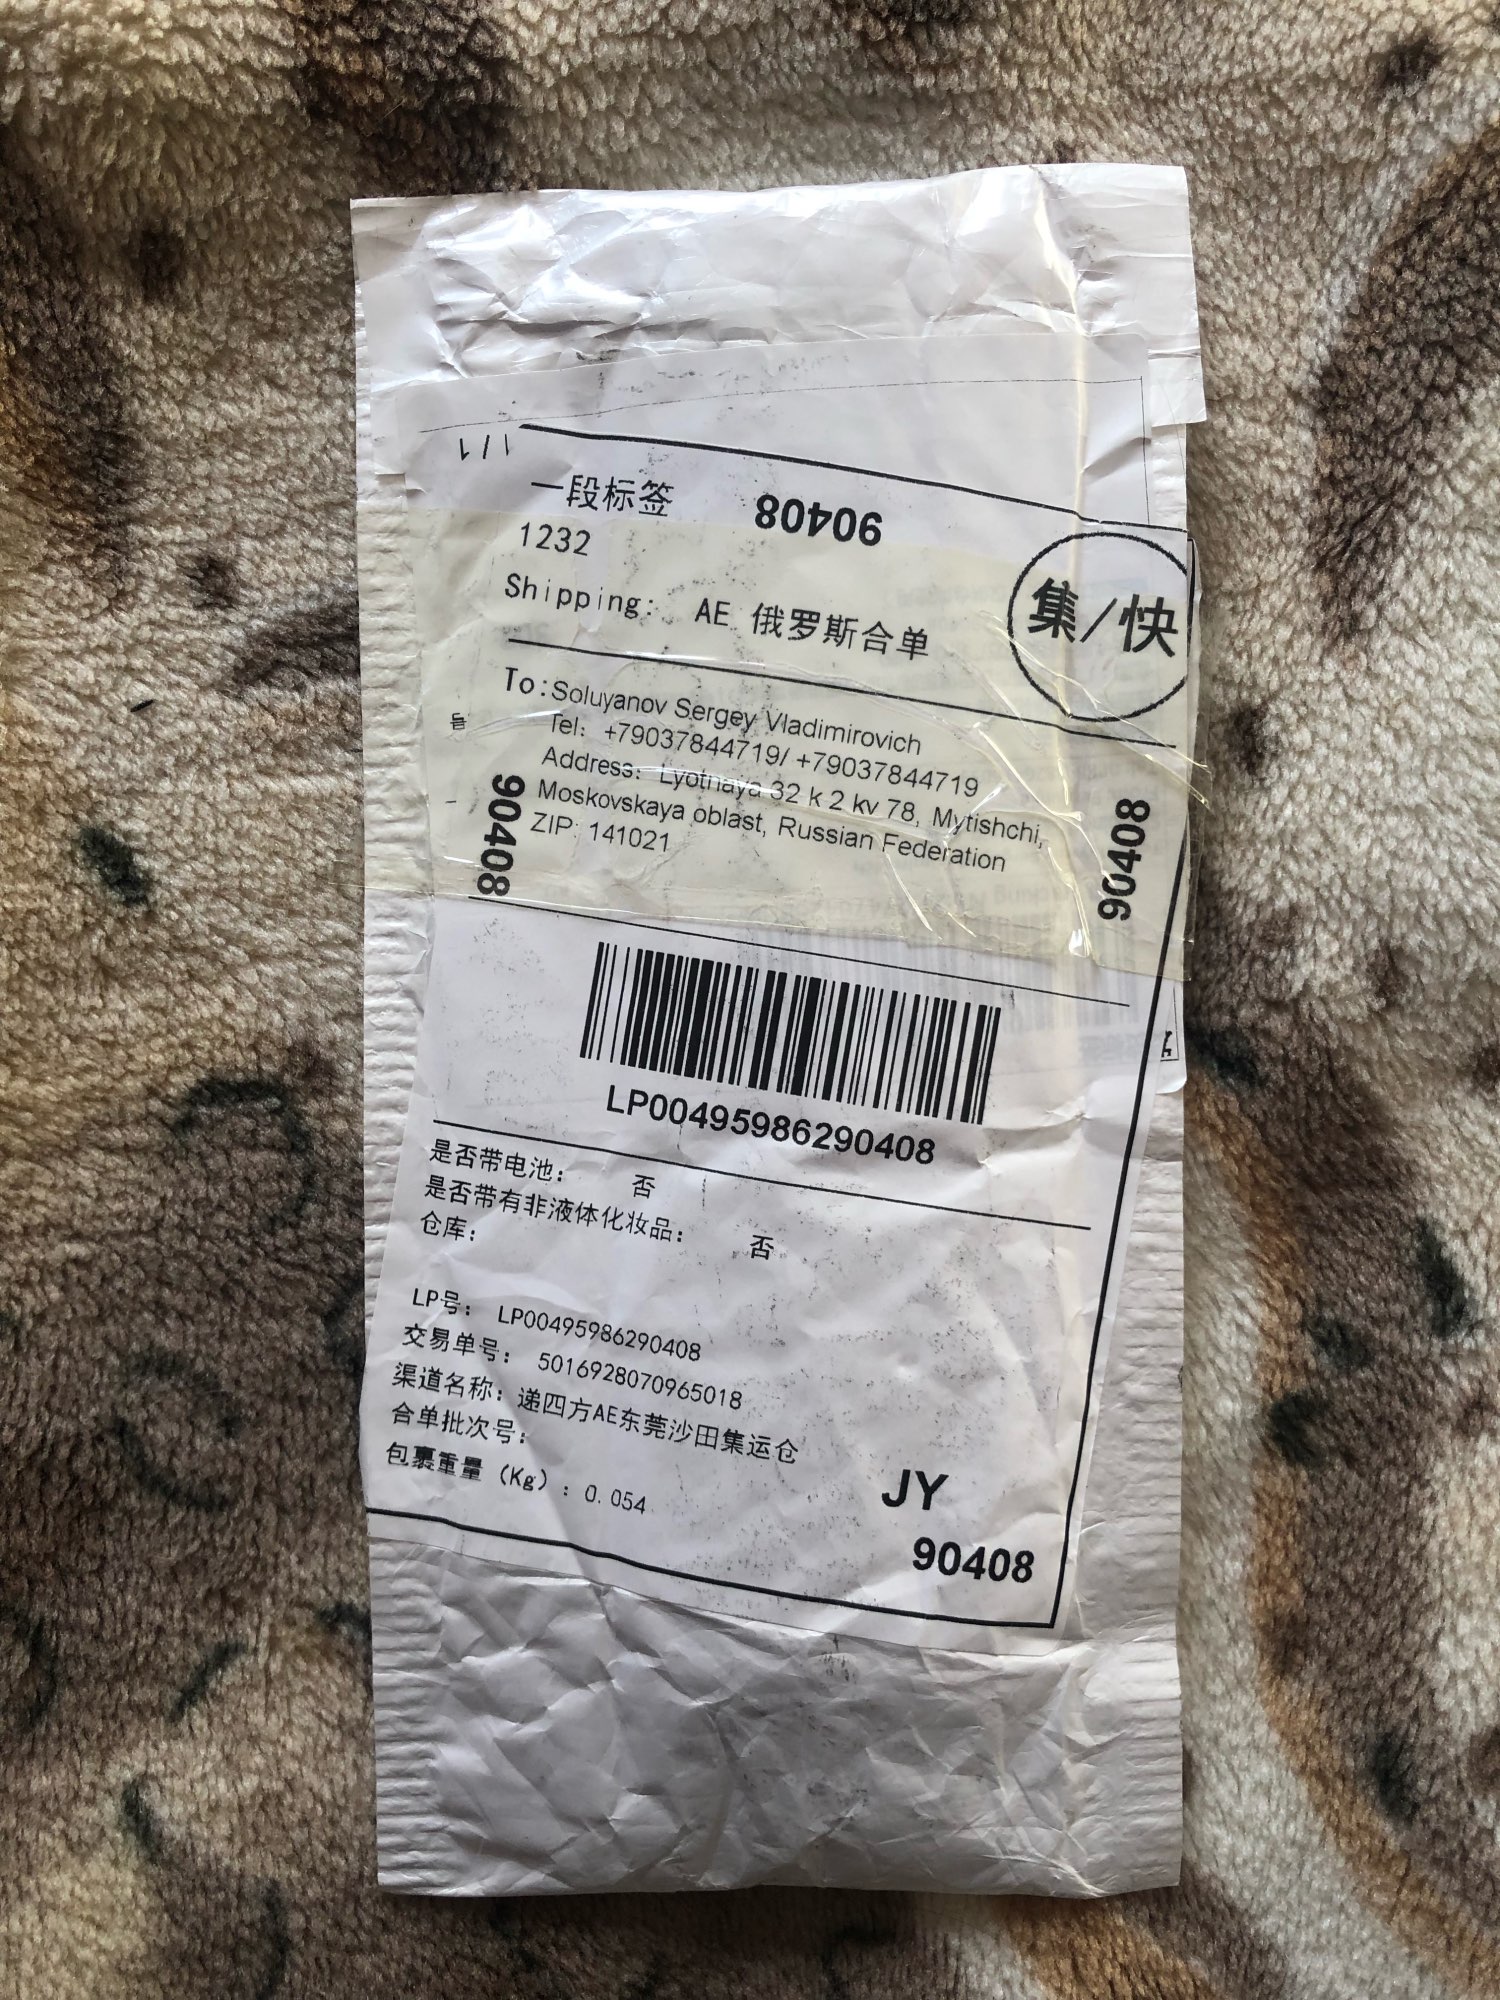 1/1
一段标签
90408
1232
Shipping: AE 俄罗斯合单
集/快
To:Soluyanov Sergey Vladimirovich
Tel: +79037844719/ +79037844719
Address: Lyotnaya 32 k 2 kv 78, Mytishchi,
Moskovskaya oblast, Russian Federation
ZIP: 141021
90408
90408
LP00495986290408
是否带电池: 否
是否带有非液体化妆品: 否
仓库:
LP号: LP00495986290408
交易单号: 5016928070965018
渠道名称: 递四方AE东莞沙田集运仓
合单批次号:
包裹重量 (Kg) : 0.054
JY
90408